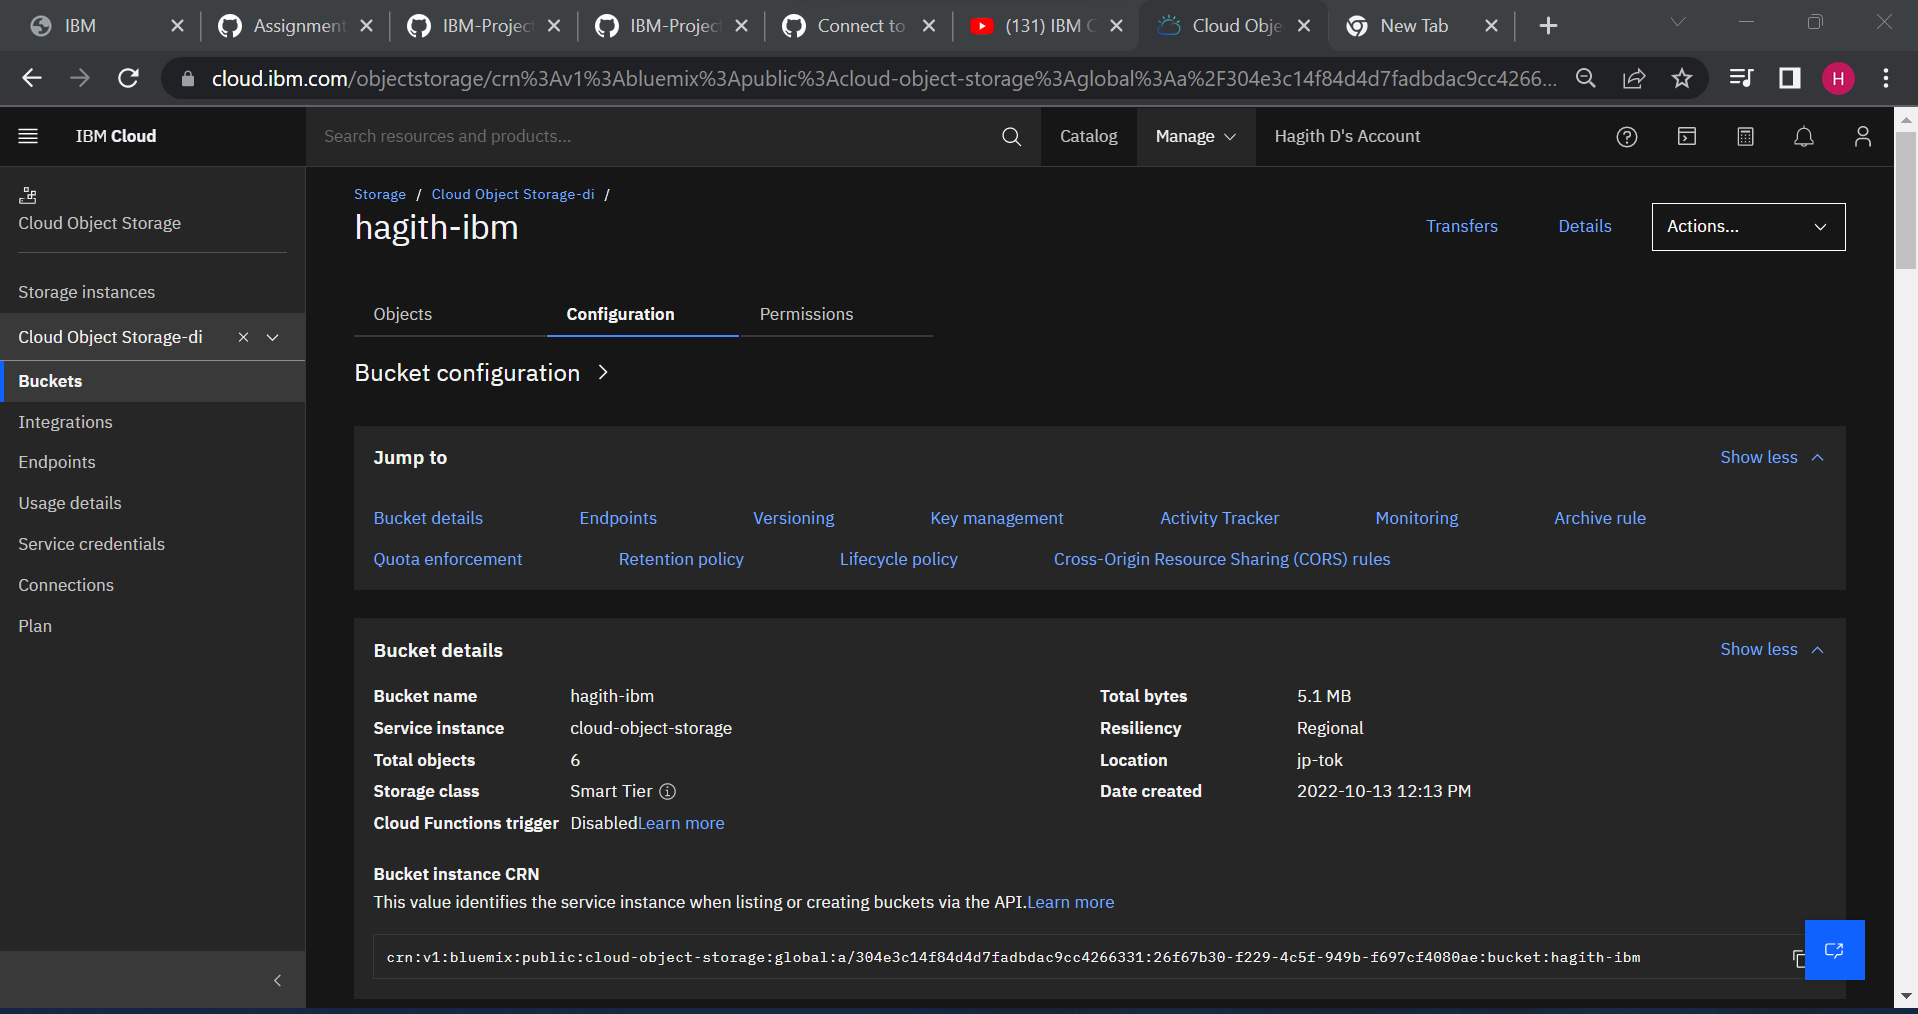 IBM
Assignment
IBM-Project
IBM-Project
Connect to
(131) IBM C
Cloud Obje
New Tab
cloud.ibm.com/objectstorage/crn%3Av1%3Abluemix%3Apublic%3Acloud-object-storage%3Aglobal%3Aa%2F304e3c14f84d4d7fadbdac9cc4266...
H
IBM Cloud
Search resources and products...
Catalog
Manage
Hagith D's Account
Cloud Object Storage
Storage instances
Cloud Object Storage-di
Buckets
Integrations
Endpoints
Usage details
Service credentials
Connections
Plan
Storage / Cloud Object Storage-di /
hagith-ibm
Transfers
Details
Actions...
Objects
Configuration
Permissions
Bucket configuration
Jump to
Show less
Bucket details
Endpoints
Versioning
Key management
Activity Tracker
Monitoring
Archive rule
Quota enforcement
Retention policy
Lifecycle policy
Cross-Origin Resource Sharing (CORS) rules
Bucket details
Show less
Bucket name hagith-ibm
Total bytes 5.1 MB
Service instance cloud-object-storage
Resiliency Regional
Total objects 6
Location jp-tok
Storage class Smart Tier
Date created 2022-10-13 12:13 PM
Cloud Functions trigger DisabledLearn more
Bucket instance CRN
This value identifies the service instance when listing or creating buckets via the API.Learn more
crn:v1:bluemix:public:cloud-object-storage:global:a/304e3c14f84d4d7fadbdac9cc4266331:26f67b30-f229-4c5f-949b-f697cf4080ae:bucket:hagith-ibm